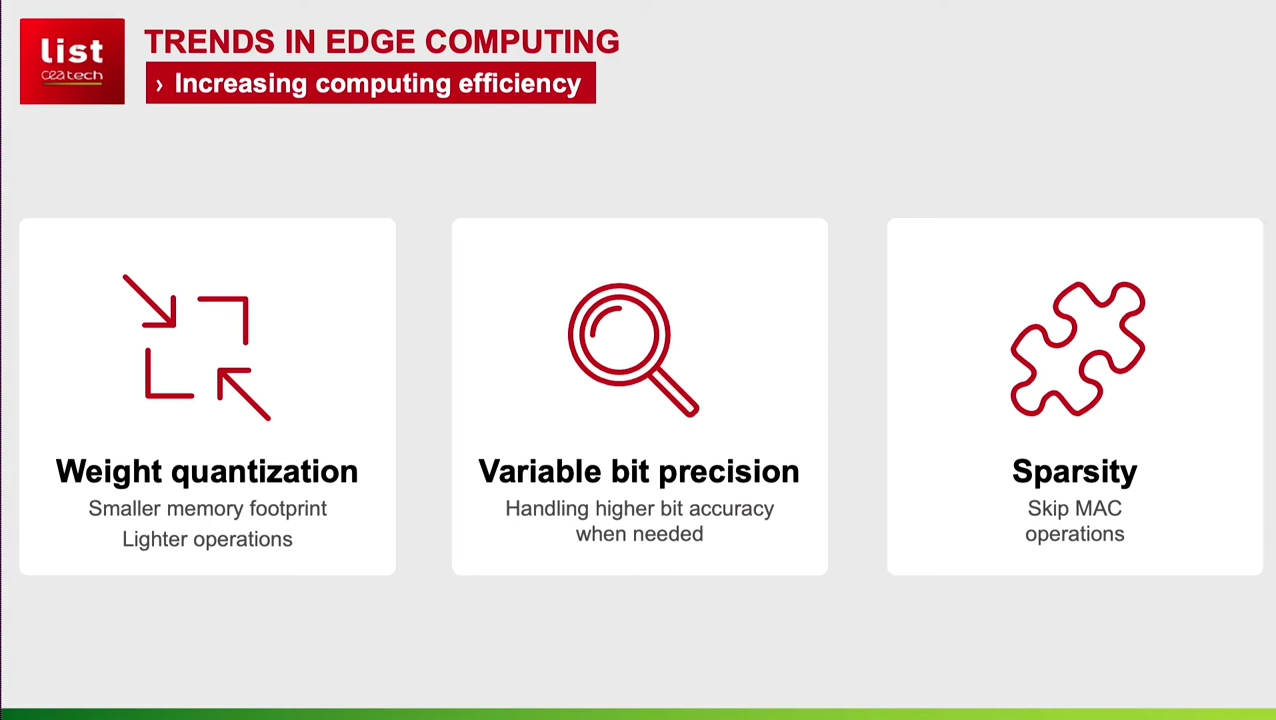 list
cea tech
TRENDS IN EDGE COMPUTING
› Increasing computing efficiency
Weight quantization
Smaller memory footprint
Lighter operations
Variable bit precision
Handling higher bit accuracy
when needed
Sparsity
Skip MAC
operations